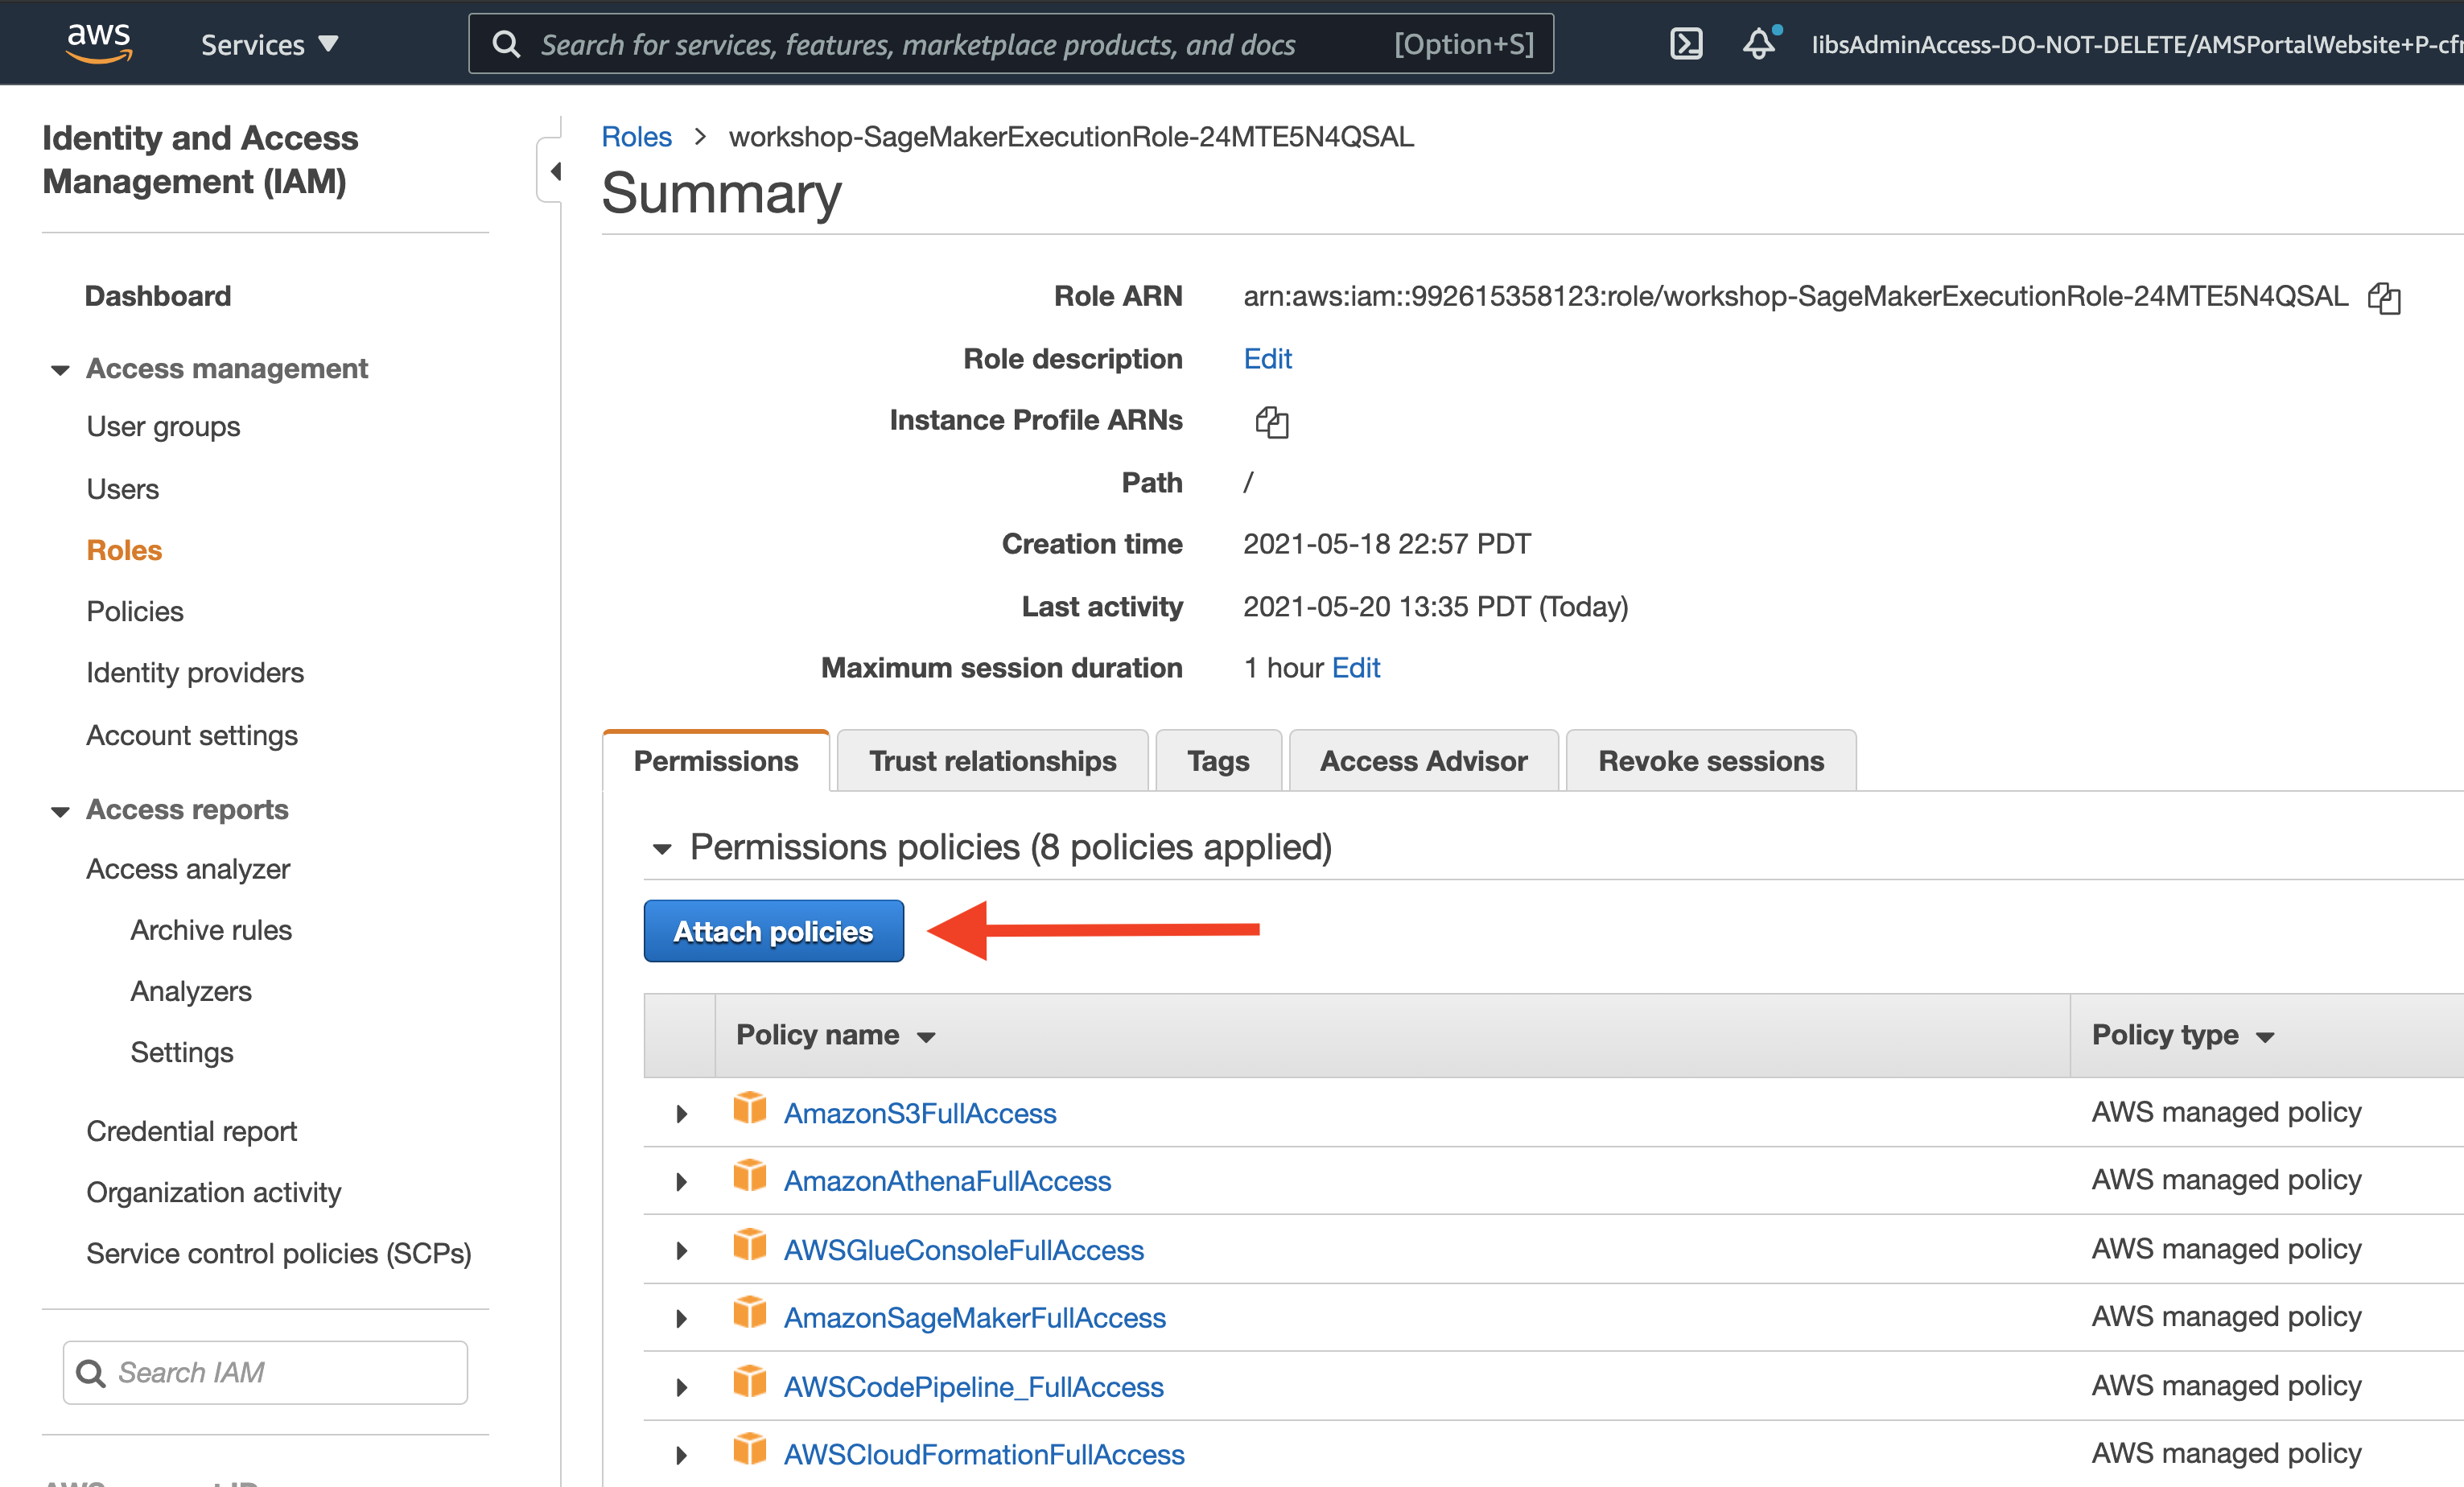 aws
Services
Search for services, features, marketplace products, and docs
[Option+S]
IibsAdminAccess-DO-NOT-DELETE/AMSPortalWebsite+P-cfr
Identity and Access
Management (IAM)
Dashboard
Access management
User groups
Users
Roles
Policies
Identity providers
Account settings
Access reports
Access analyzer
Archive rules
Analyzers
Settings
Credential report
Organization activity
Service control policies (SCPs)
Search IAM
Roles > workshop-SageMakerExecutionRole-24MTE5N4QSAL
Summary
Role ARN arn:aws:iam::992615358123:role/workshop-SageMakerExecutionRole-24MTE5N4QSAL
Role description Edit
Instance Profile ARNs
Path /
Creation time 2021-05-18 22:57 PDT
Last activity 2021-05-20 13:35 PDT (Today)
Maximum session duration 1 hour Edit
Permissions
Trust relationships
Tags
Access Advisor
Revoke sessions
Permissions policies (8 policies applied)
Attach policies
Policy name Policy type
AmazonS3FullAccess AWS managed policy
AmazonAthenaFullAccess AWS managed policy
AWSGlueConsoleFullAccess AWS managed policy
AmazonSageMakerFullAccess AWS managed policy
AWSCodePipeline_FullAccess AWS managed policy
AWSCloudFormationFullAccess AWS managed policy